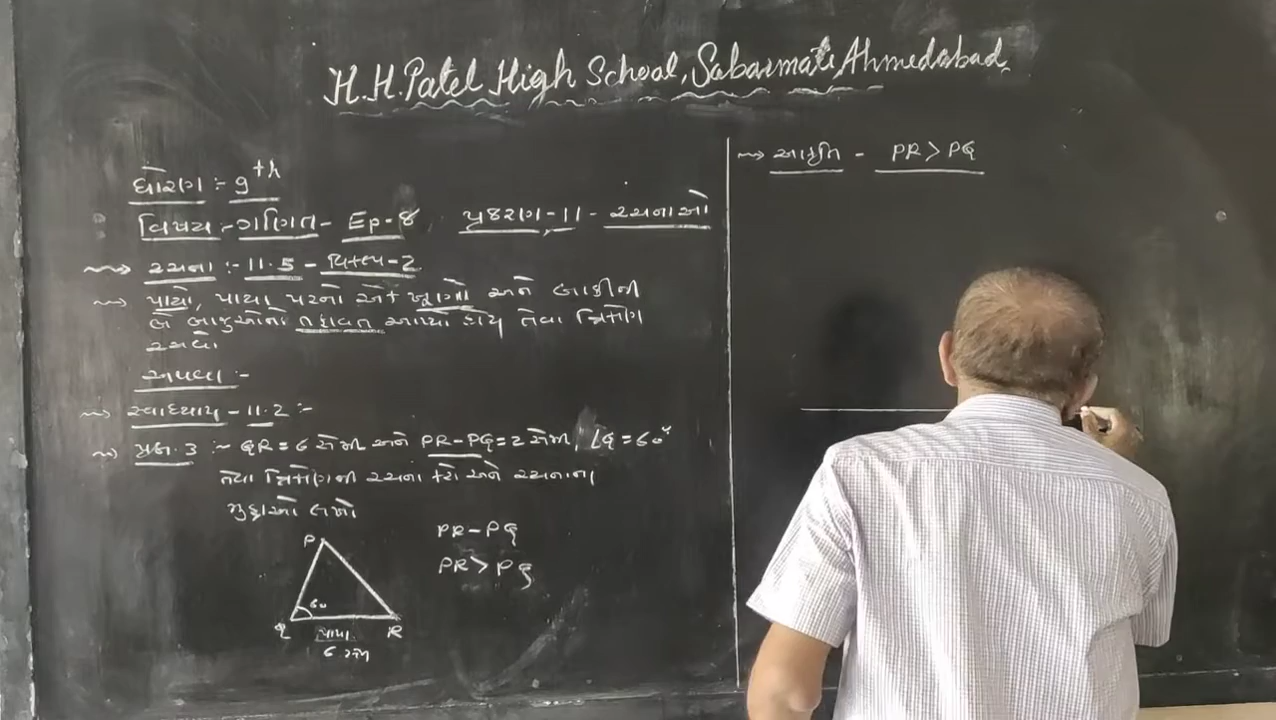 H.H.Patel High School, Sabarmati, Ahmedabad.
ધોરણ :- 9th
વિષય :- ગણિત - Ep-8 પ્રકરણ-11 - રચનાઓ
રચના :- 11.5 - વિકલ્પ-2
પાયો, પાયા પરનો એક ખૂણો અને બાકીની
બે બાજુઓનો તફાવત આપ્યા હોય તેવા ત્રિકોણ
રચવો.
અથવા :-
સ્વાધ્યાય - 11.2 :-
પ્રશ્ન.3 :- QR = 6 સેમી અને PR-PQ = 2 સેમી, ∠Q = 60°
તેવા ત્રિકોણની રચના કરો અને રચનાના
મુદ્દાઓ લખો
PR-PQ
PR > PQ
P
60
Q પાયા R
6 સેમ
આકૃતિ - PR > PQ